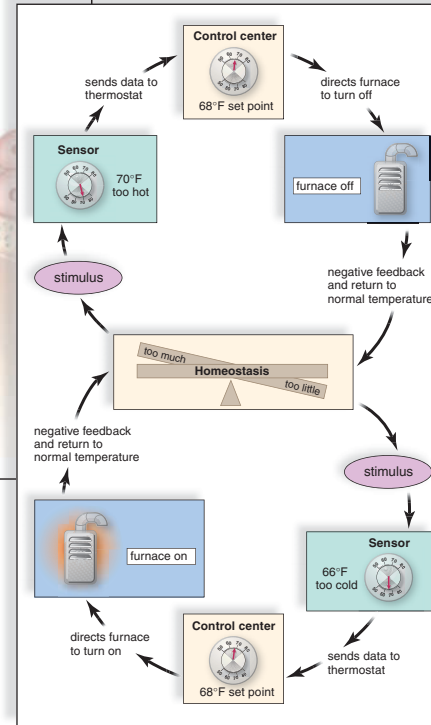 Control center
68°F set point
sends data to
thermostat
directs furnace
to turn off
Sensor
70°F
too hot
furnace off
stimulus
negative feedback
and return to
normal temperature
too much
Homeostasis
too little
negative feedback
and return to
normal temperature
stimulus
furnace on
Sensor
66°F
too cold
directs furnace
to turn on
Control center
68°F set point
sends data to
thermostat